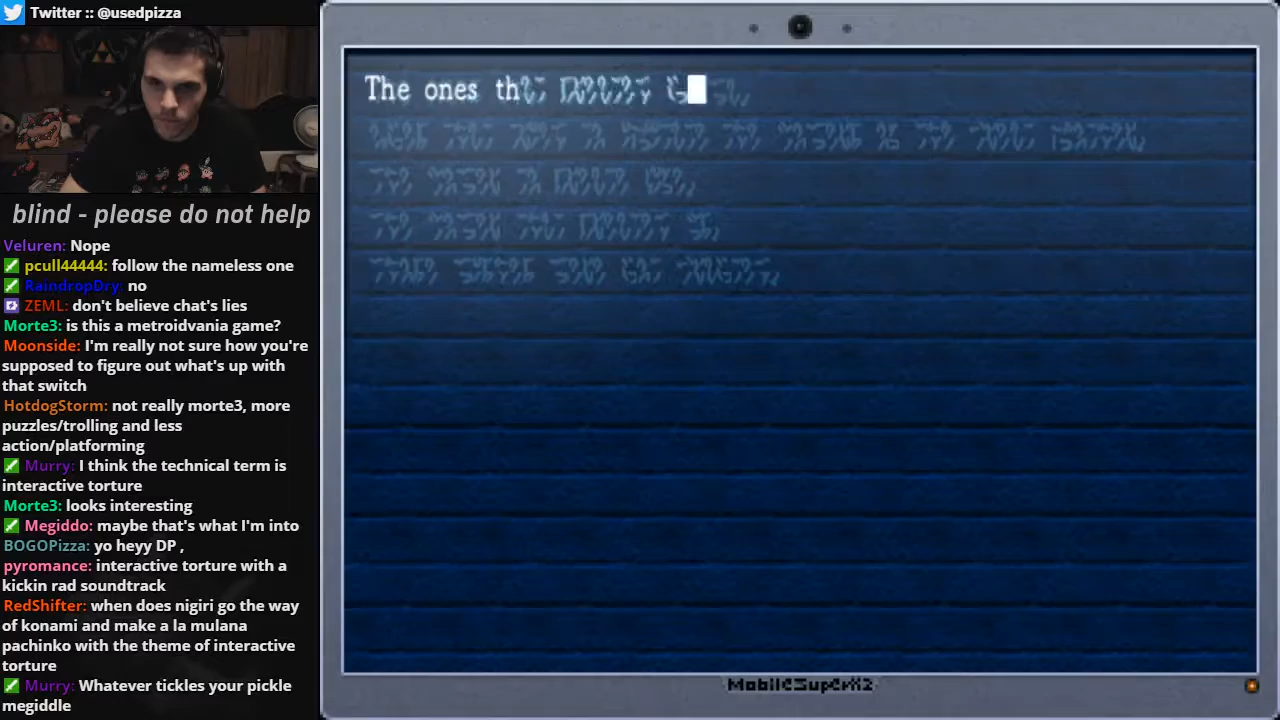 Twitter :: @usedpizza
blind - please do not help
Veluren: Nope
pcull44444: follow the nameless one
RaindropDry: no
ZEML: don't believe chat's lies
Morte3: is this a metroidvania game?
Moonside: I'm really not sure how you're
supposed to figure out what's up with
that switch
HotdogStorm: not really morte3, more
puzzles/trolling and less
action/platforming
Murry: I think the technical term is
interactive torture
Morte3: looks interesting
Megiddo: maybe that's what I'm into
BOGOPizza: yo heyy DP ,
pyromance: interactive torture with a
kickin rad soundtrack
RedShifter: when does nigiri go the way
of konami and make a la mulana
pachinko with the theme of interactive
torture
Murry: Whatever tickles your pickle
megiddle
The ones th
MobileSuperX2